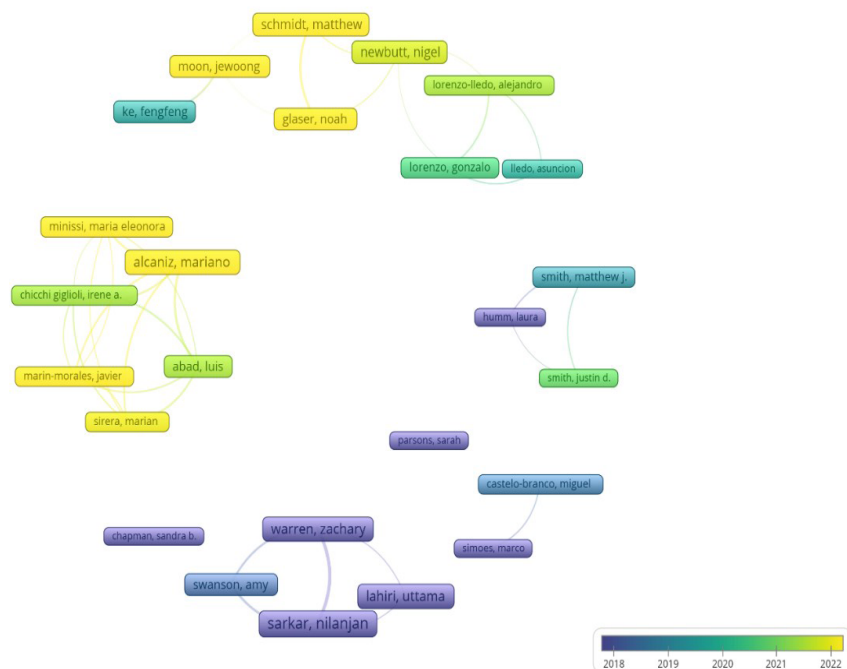 schmidt, matthew
newbutt, nigel
moon, jewoong
lorenzo-lledo, alejandro
ke, fengfeng
glaser, noah
lorenzo, gonzalo
lledo, asuncion
minissi, maria eleonora
alcaniz, mariano
chicchi giglioli, irene a.
abad, luis
marin-morales, javier
sirera, marian
smith, matthew j.
humm, laura
smith, justin d.
parsons, sarah
castelo-branco, miguel
simoes, marco
chapman, sandra b.
warren, zachary
swanson, amy
lahiri, uttama
sarkar, nilanjan
2018 2019 2020 2021 2022